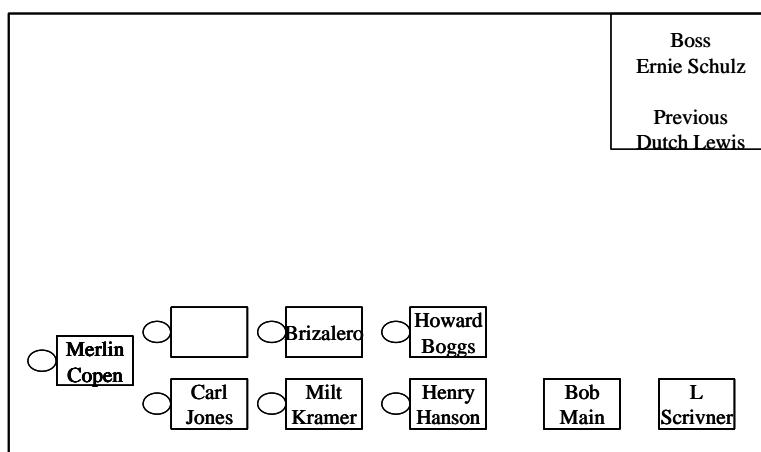 Boss
Ernie Schulz
Previous
Dutch Lewis
Brizalero
Howard
Boggs
Merlin
Copen
Carl
Jones
Milt
Kramer
Henry
Hanson
Bob
Main
L
Scrivner